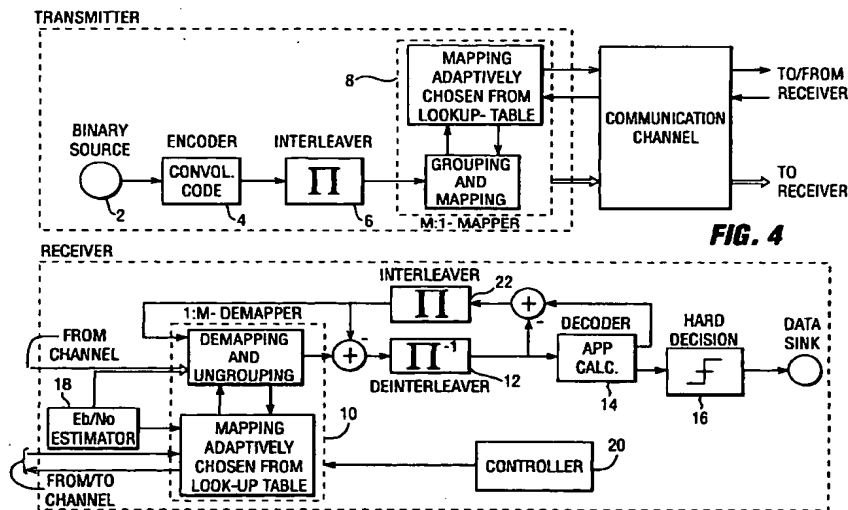 TRANSMITTER
8
MAPPING
ADAPTIVELY
CHOSEN FROM
LOOKUP- TABLE
TO/FROM
RECEIVER
COMMUNICATION
CHANNEL
BINARY
SOURCE
ENCODER
INTERLEAVER
CONVOL.
CODE
Π
GROUPING
AND
MAPPING
TO
RECEIVER
2
4
6
M:1- MAPPER
FIG. 4
RECEIVER
INTERLEAVER
Π
22
+
-
1:M- DEMAPPER
FROM
CHANNEL
DEMAPPING
AND
UNGROUPING
+
-
Π-1
DEINTERLEAVER
12
DECODER
APP
CALC.
14
HARD
DECISION
16
DATA
SINK
18
Eb/No
ESTIMATOR
10
MAPPING
ADAPTIVELY
CHOSEN FROM
LOOK-UP TABLE
CONTROLLER
20
FROM/TO
CHANNEL